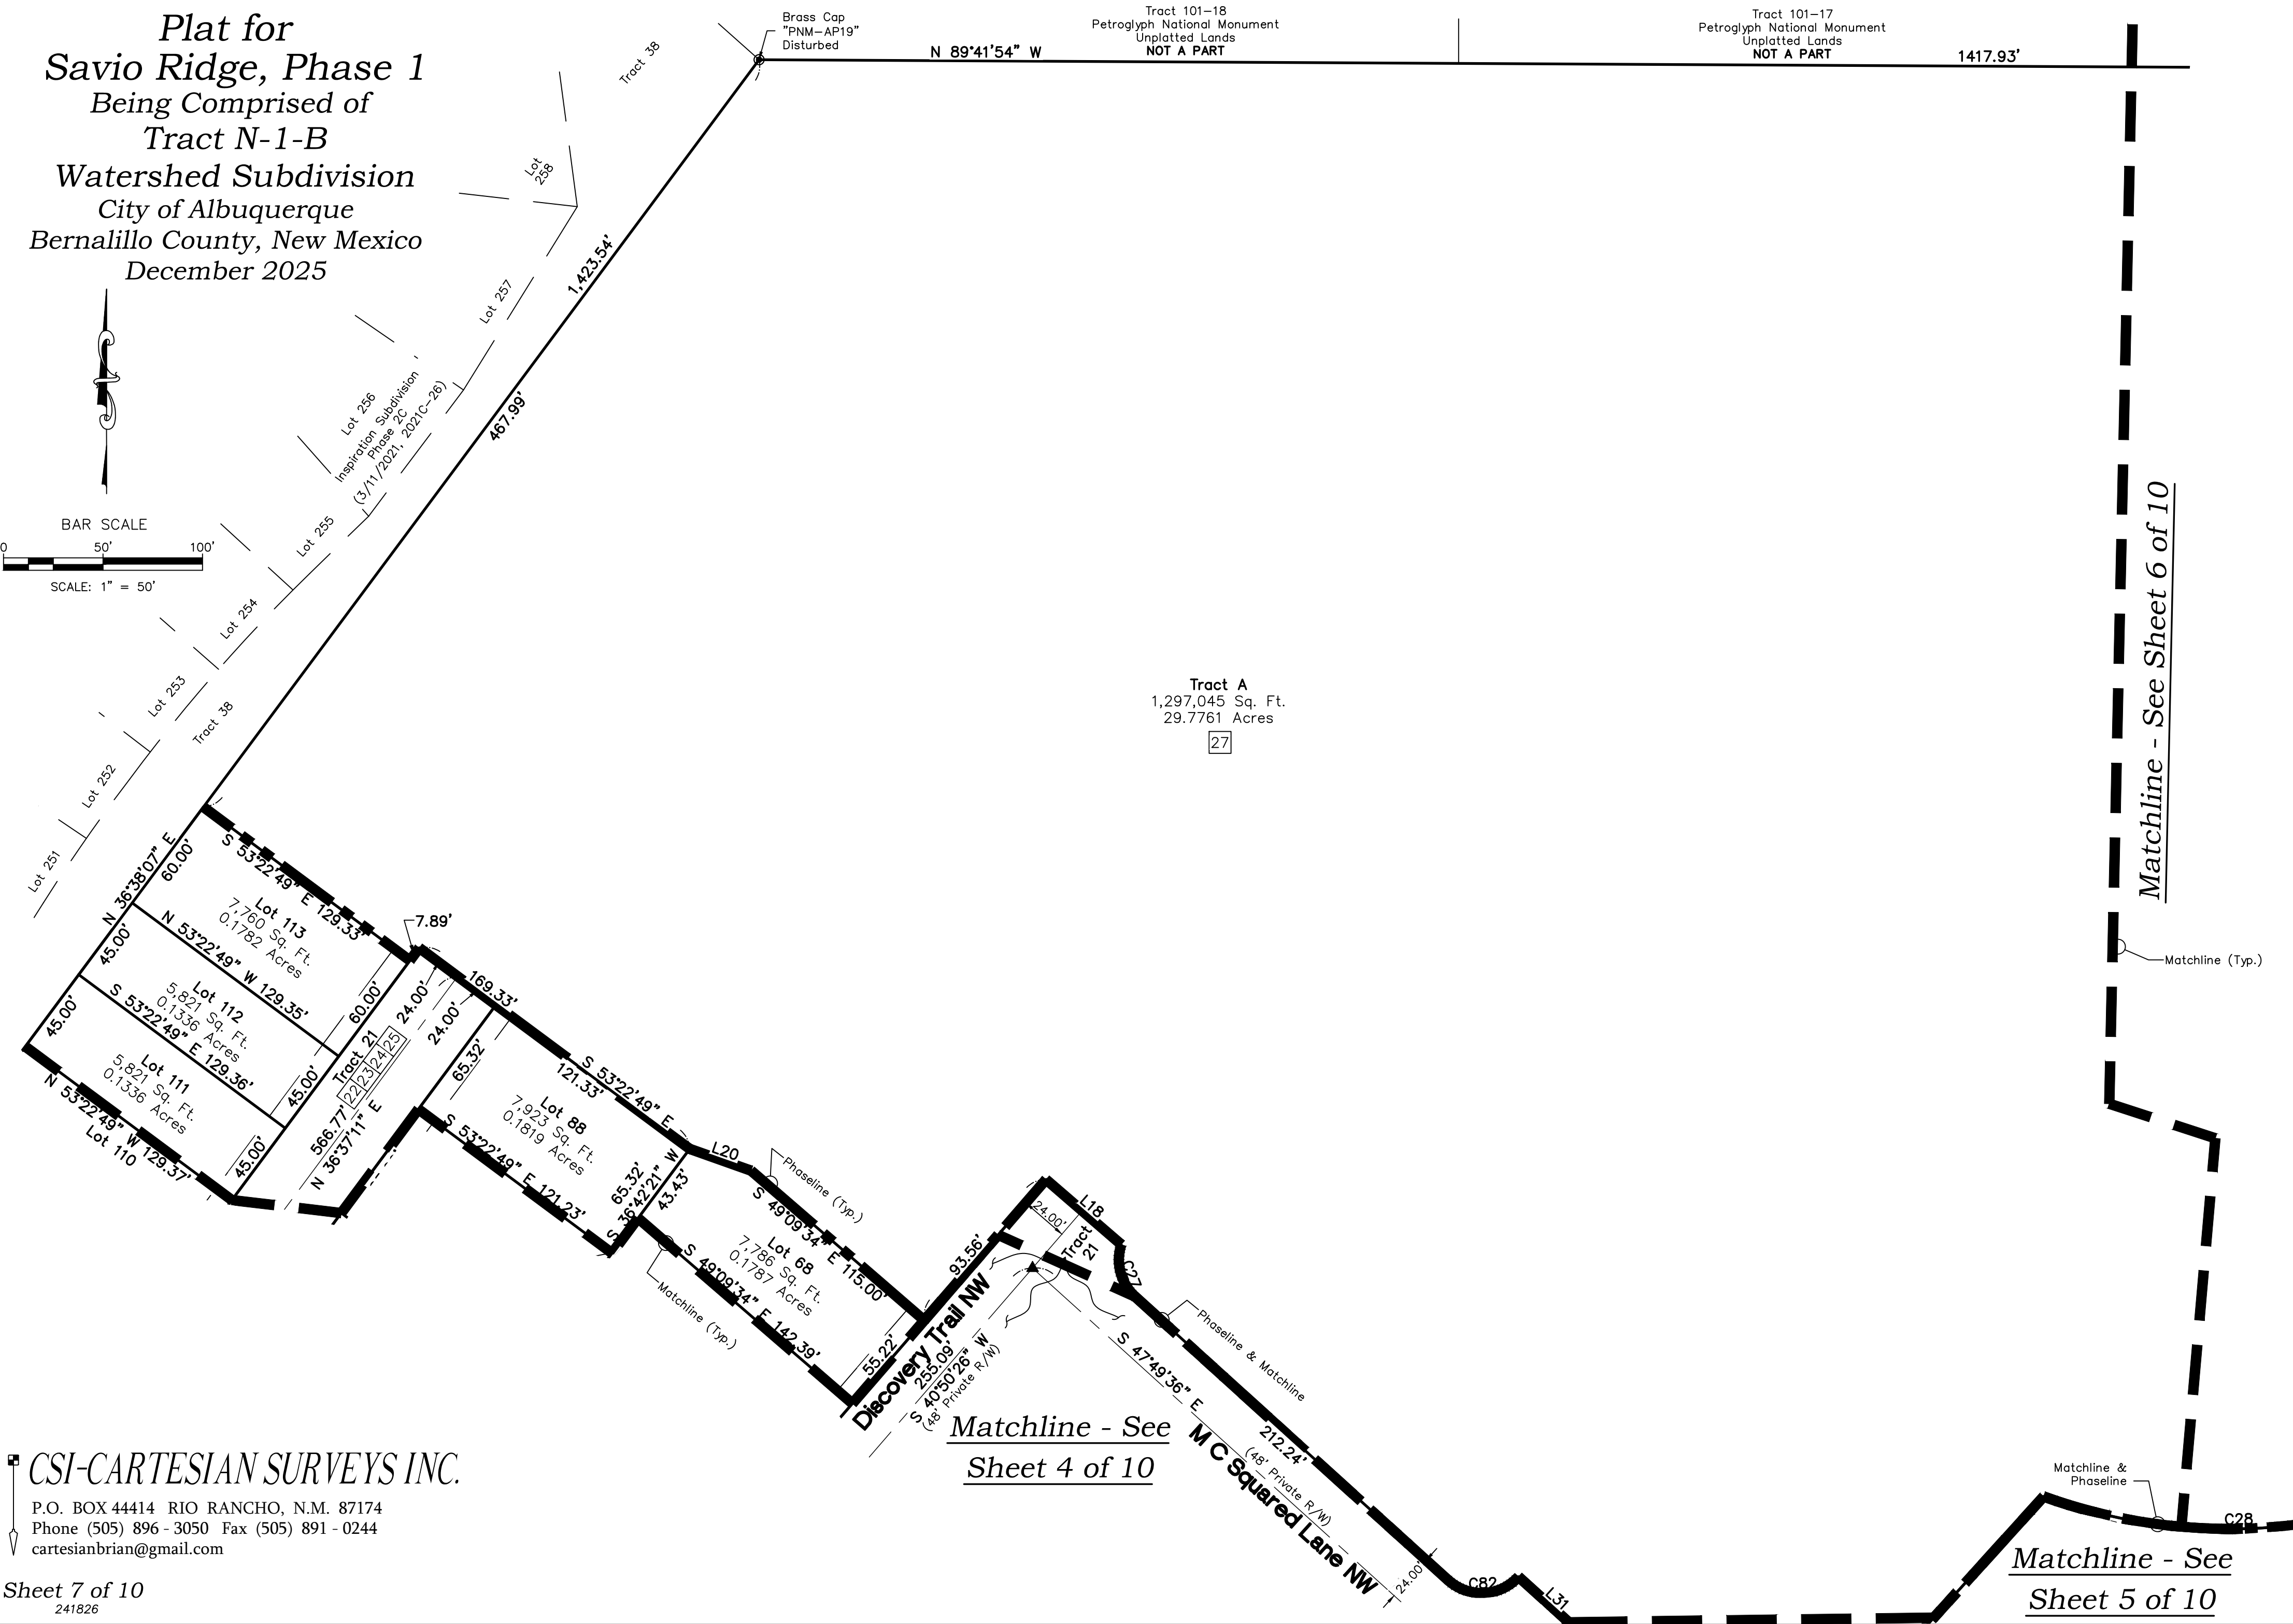 Plat for
Savio Ridge, Phase 1
Being Comprised of
Tract N-1-B
Watershed Subdivision
City of Albuquerque
Bernalillo County, New Mexico
December 2025
BAR SCALE
0 50' 100'
SCALE: 1" = 50'
Brass Cap
"PNM-AP19"
Disturbed
Tract 101-18
Petroglyph National Monument
Unplatted Lands
NOT A PART
N 89°41'54" W
Tract 101-17
Petroglyph National Monument
Unplatted Lands
NOT A PART
1417.93'
Tract 38
Lot
258
Lot 257
1,423.54'
467.99'
Lot 256
Inspiration Subdivision
Phase 2C
(3/11/2021, 2021C-26)
Lot 255
Lot 254
Lot 253
Tract 38
Lot 252
Lot 251
Tract A
1,297,045 Sq. Ft.
29.7761 Acres
27
Matchline - See Sheet 6 of 10
Matchline (Typ.)
N 36°38'07" E
60.00'
S 53°22'49" E 129.33'
Lot 113
7,760 Sq. Ft.
0.1782 Acres
N 53°22'49" W 129.35'
45.00'
Lot 112
5,821 Sq. Ft.
0.1336 Acres
S 53°22'49" E 129.36'
45.00'
Lot 111
5,821 Sq. Ft.
0.1336 Acres
N 53°22'49" W 129.37'
Lot 110
7.89'
60.00'
45.00'
45.00'
Tract 21
22 23 24 25
24.00'
24.00'
566.77'
N 36°37'11" E
169.33'
65.32'
S 53°22'49" E
121.33'
Lot 88
7,923 Sq. Ft.
0.1819 Acres
S 53°22'49" E 121.23'
65.32'
S 36°42'21" W
43.43'
L20
Phaseline (Typ.)
S 49°09'34" E 115.00'
Lot 68
7,786 Sq. Ft.
0.1787 Acres
S 49°09'34" E 142.39'
Matchline (Typ.)
55.22'
93.56'
Discovery Trail NW
255.09'
S 40°50'26" W
(48' Private R/W)
24.00'
L18
Tract
21
C27
Phaseline & Matchline
S 47°49'36" E
212.24'
(48' Private R/W)
M C Squared Lane NW
24.00'
C82
L31
Matchline - See
Sheet 4 of 10
Matchline &
Phaseline
C28
Matchline - See
Sheet 5 of 10
CSI-CARTESIAN SURVEYS INC.
P.O. BOX 44414 RIO RANCHO, N.M. 87174
Phone (505) 896 - 3050 Fax (505) 891 - 0244
cartesianbrian@gmail.com
Sheet 7 of 10
241826